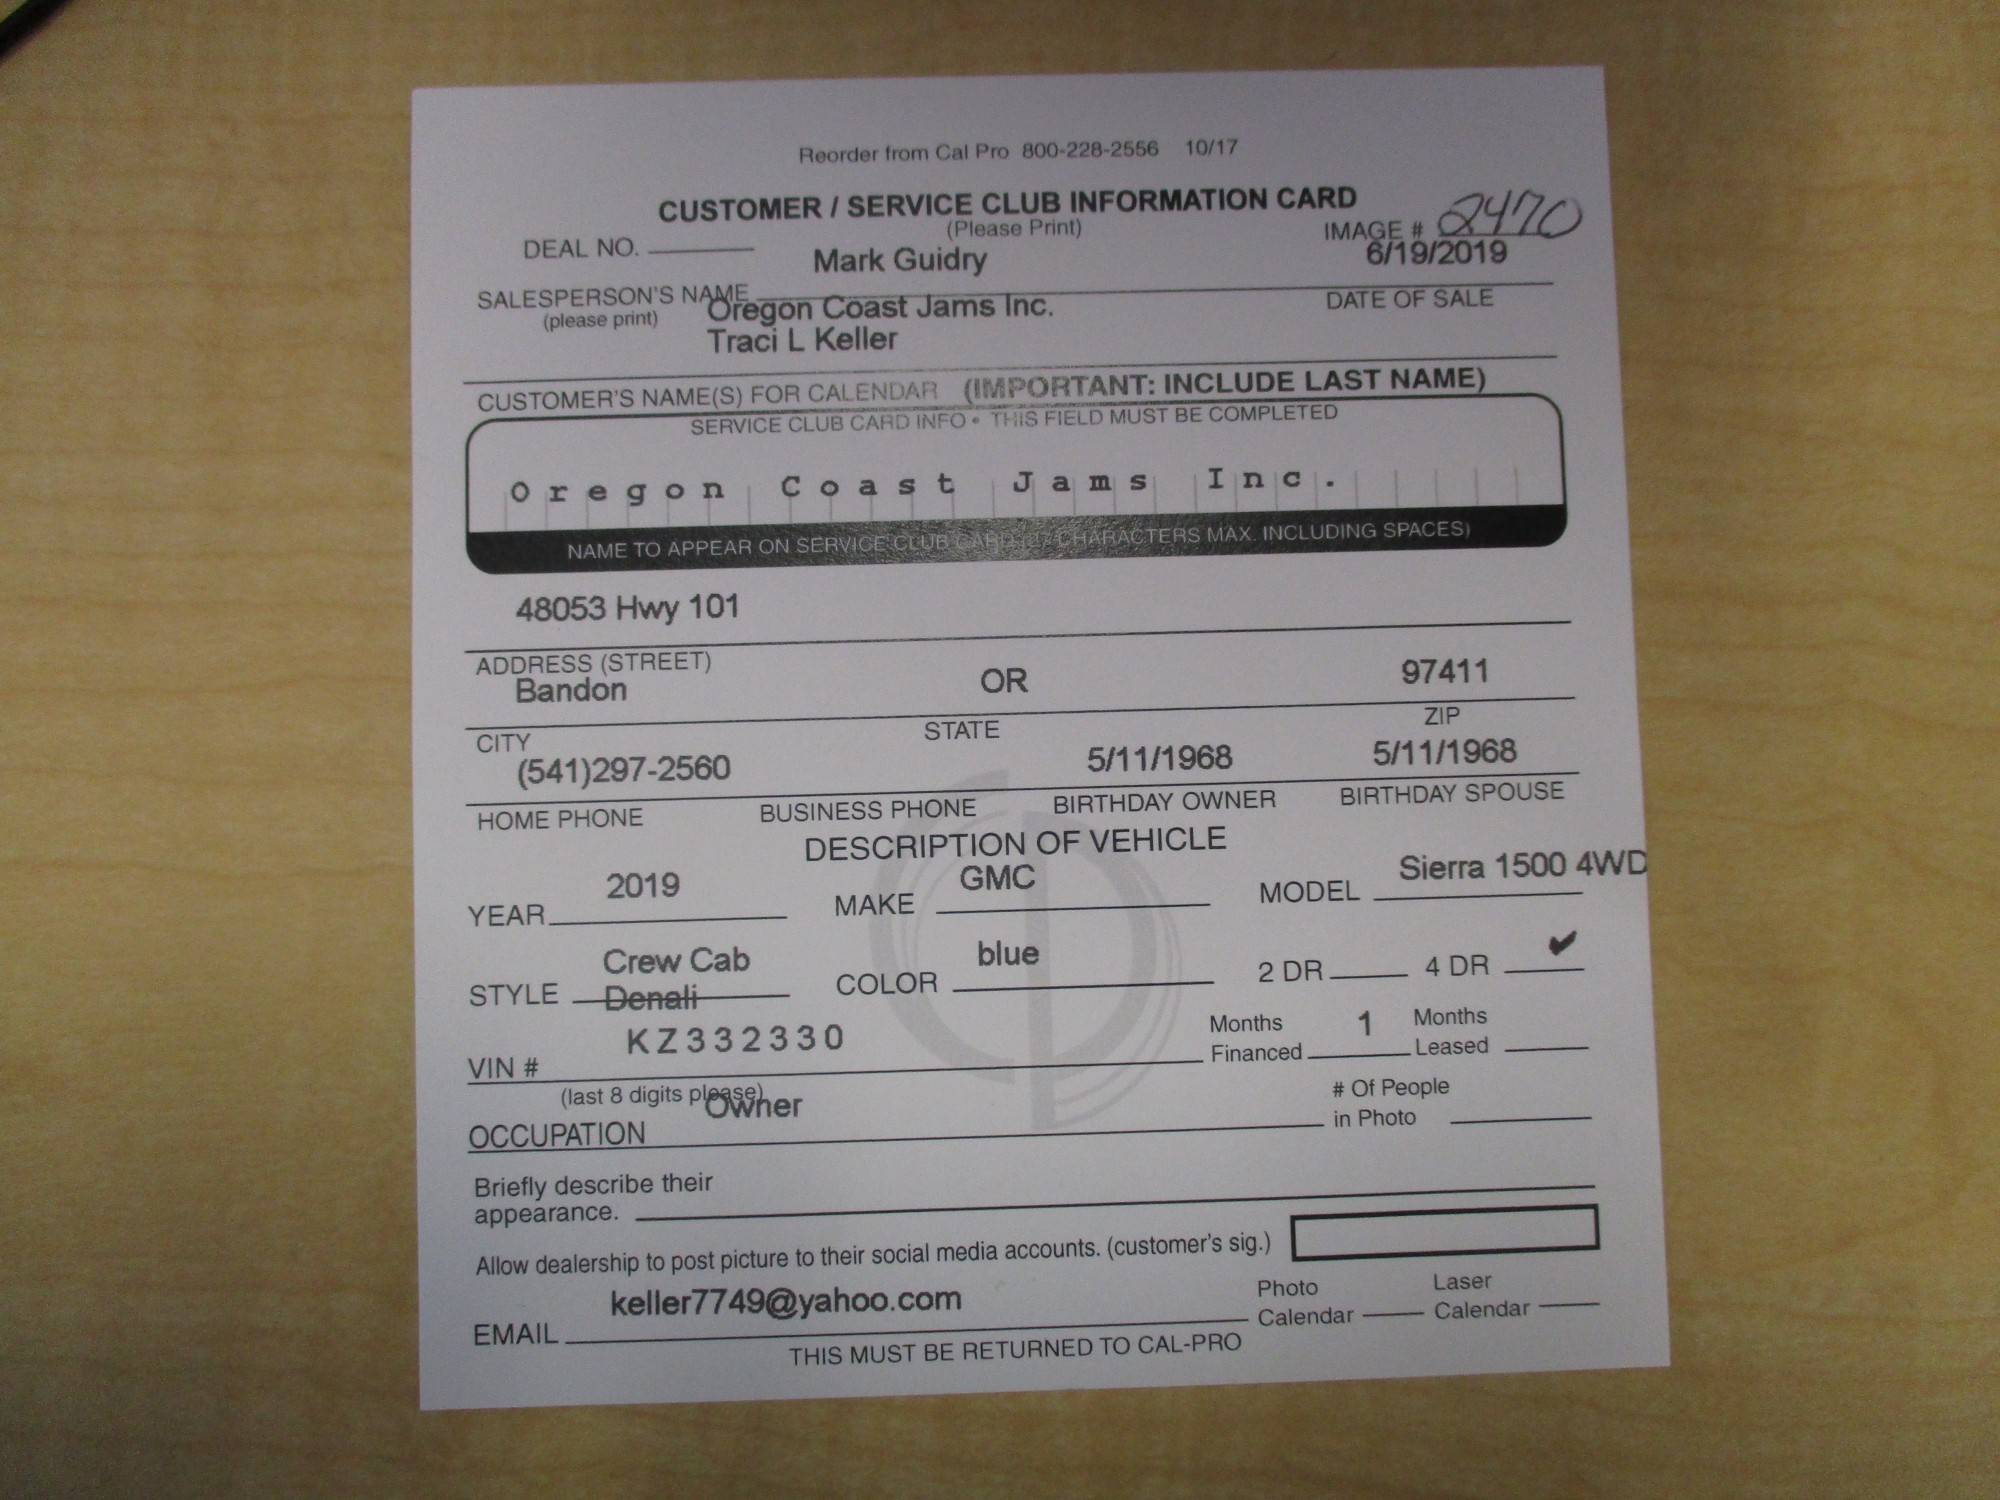 Reorder from Cal Pro 800-228-2556 10/17
CUSTOMER / SERVICE CLUB INFORMATION CARD
(Please Print)
DEAL NO.
IMAGE # 2470
Mark Guidry
6/19/2019
SALESPERSON'S NAME
DATE OF SALE
(please print)
Oregon Coast Jams Inc.
Traci L Keller
CUSTOMER'S NAME(S) FOR CALENDAR (IMPORTANT: INCLUDE LAST NAME)
SERVICE CLUB CARD INFO • THIS FIELD MUST BE COMPLETED
Oregon Coast Jams Inc.
NAME TO APPEAR ON SERVICE CLUB CARD CHARACTERS MAX. INCLUDING SPACES)
48053 Hwy 101
ADDRESS (STREET)
Bandon OR 97411
CITY STATE ZIP
(541)297-2560 5/11/1968 5/11/1968
HOME PHONE BUSINESS PHONE BIRTHDAY OWNER BIRTHDAY SPOUSE
DESCRIPTION OF VEHICLE
YEAR 2019 MAKE GMC MODEL Sierra 1500 4WD
STYLE Crew Cab COLOR blue 2 DR 4 DR ✔
Denali
VIN # KZ332330
Months Financed 1 Months Leased
(last 8 digits please)
OCCUPATION Owner
# Of People in Photo
Briefly describe their
appearance.
Allow dealership to post picture to their social media accounts. (customer's sig.)
EMAIL keller7749@yahoo.com
Photo Calendar Laser Calendar
THIS MUST BE RETURNED TO CAL-PRO